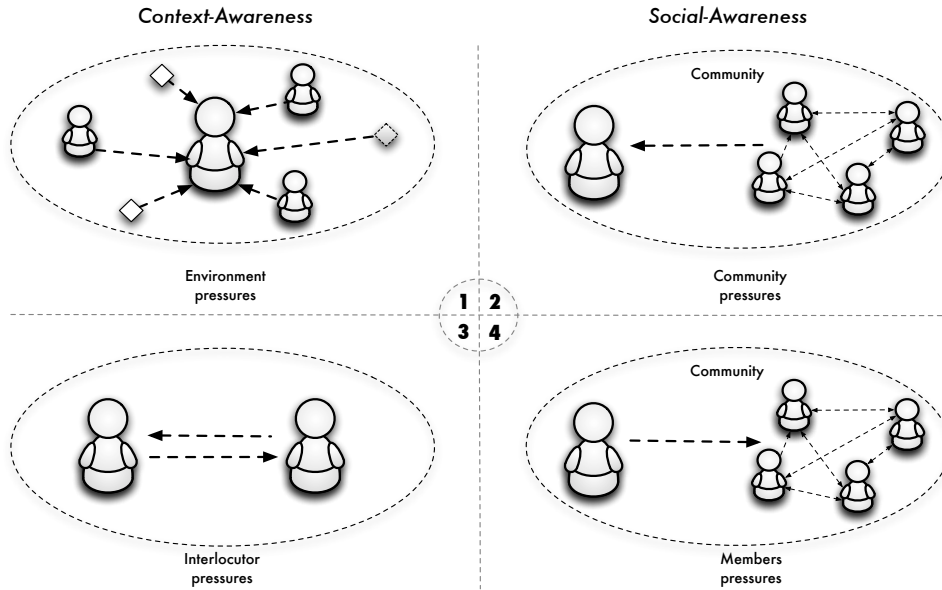 Context-Awareness
Social-Awareness
Community
Environment
pressures
Community
pressures
1 2
3 4
Community
Interlocutor
pressures
Members
pressures